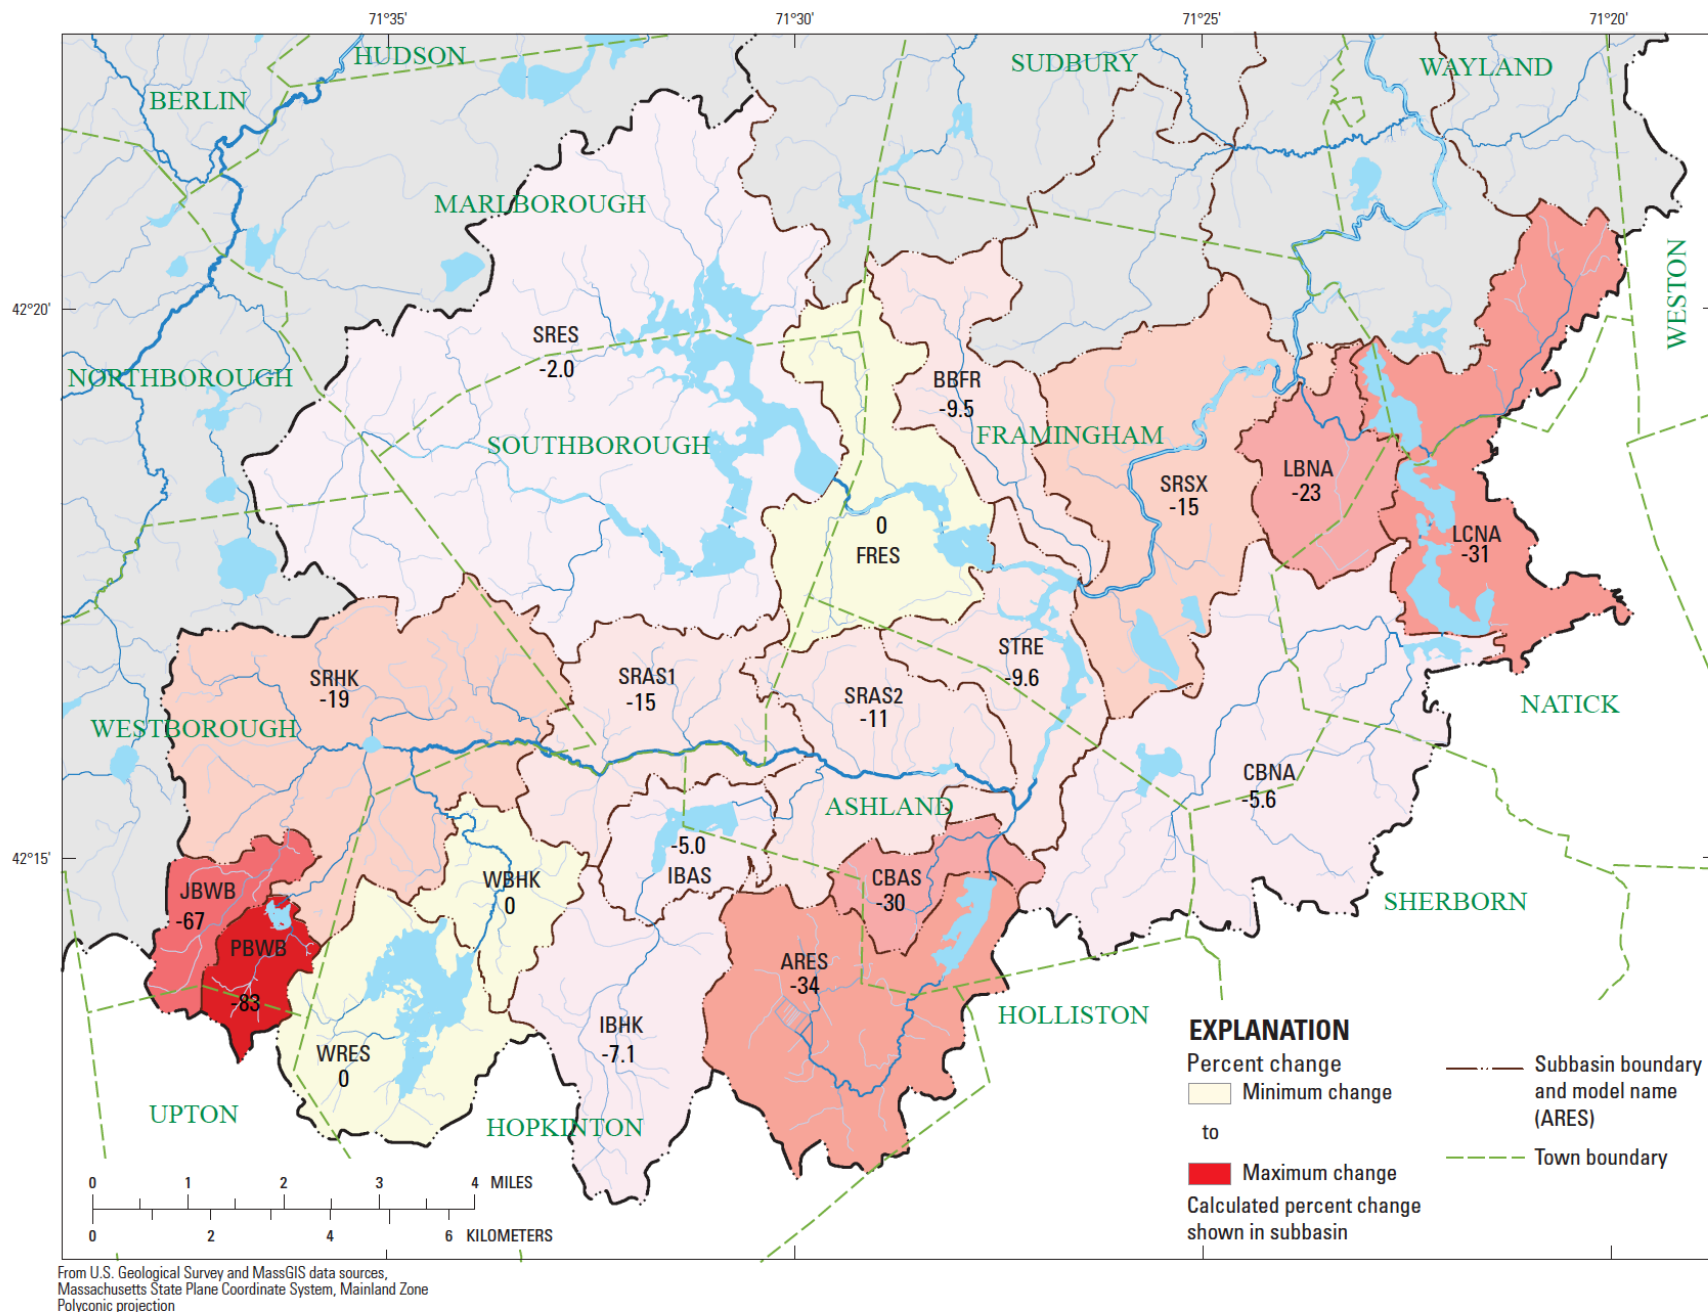 71°35'
71°30'
71°25'
71°20'
HUDSON
SUDBURY
WAYLAND
BERLIN
MARLBOROUGH
WESTON
42°20'
SRES
-2.0
NORTHBOROUGH
BBFR
-9.5
SOUTHBOROUGH
FRAMINGHAM
LBNA
-23
SRSX
-15
0
FRES
LCNA
-31
STRE
-9.6
SRHK
-19
SRAS1
-15
SRAS2
-11
NATICK
WESTBOROUGH
CBNA
-5.6
ASHLAND
42°15'
-5.0
IBAS
WBHK
0
CBAS
-30
JBWB
-67
SHERBORN
PBWB
-83
ARES
-34
HOLLISTON
IBHK
-7.1
WRES
0
UPTON
HOPKINTON
EXPLANATION
Percent change
Minimum change
to
Maximum change
Calculated percent change
shown in subbasin
Subbasin boundary
and model name
(ARES)
Town boundary
0 1 2 3 4 MILES
0 2 4 6 KILOMETERS
From U.S. Geological Survey and MassGIS data sources,
Massachusetts State Plane Coordinate System, Mainland Zone
Polyconic projection